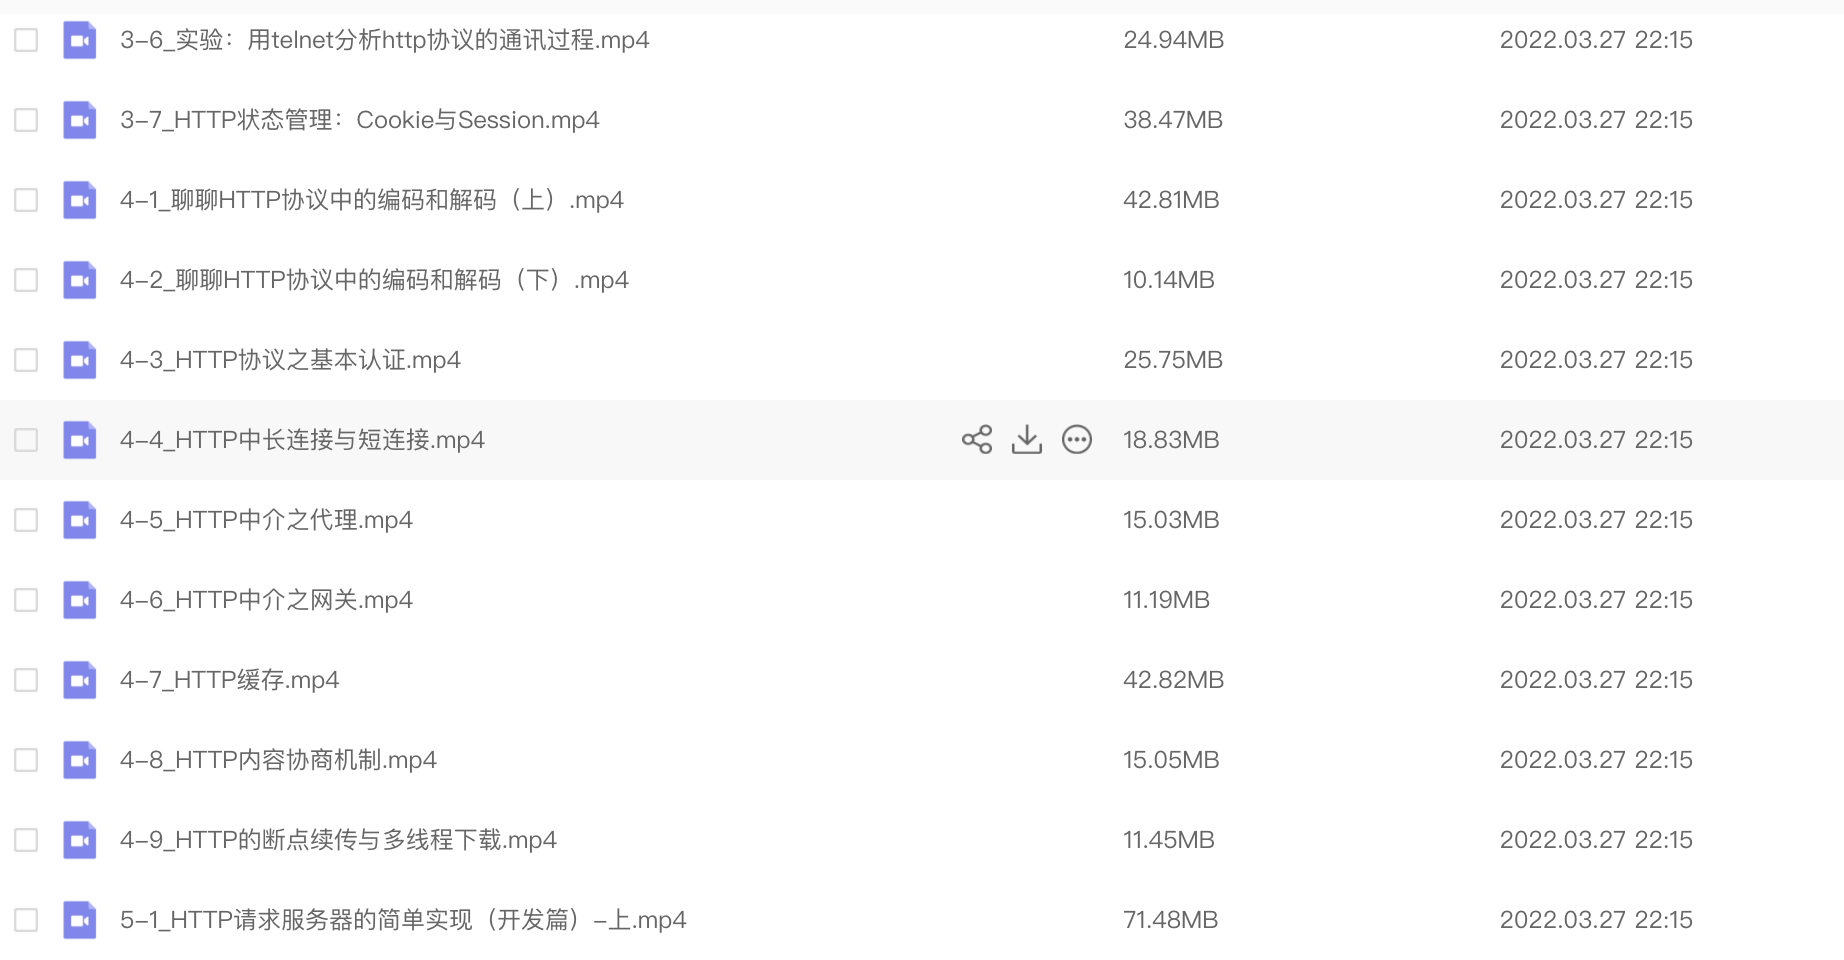 3-6_实验：用telnet分析http协议的通讯过程.mp4 24.94MB 2022.03.27 22:15
3-7_HTTP状态管理：Cookie与Session.mp4 38.47MB 2022.03.27 22:15
4-1_聊聊HTTP协议中的编码和解码（上）.mp4 42.81MB 2022.03.27 22:15
4-2_聊聊HTTP协议中的编码和解码（下）.mp4 10.14MB 2022.03.27 22:15
4-3_HTTP协议之基本认证.mp4 25.75MB 2022.03.27 22:15
4-4_HTTP中长连接与短连接.mp4 18.83MB 2022.03.27 22:15
4-5_HTTP中介之代理.mp4 15.03MB 2022.03.27 22:15
4-6_HTTP中介之网关.mp4 11.19MB 2022.03.27 22:15
4-7_HTTP缓存.mp4 42.82MB 2022.03.27 22:15
4-8_HTTP内容协商机制.mp4 15.05MB 2022.03.27 22:15
4-9_HTTP的断点续传与多线程下载.mp4 11.45MB 2022.03.27 22:15
5-1_HTTP请求服务器的简单实现（开发篇）-上.mp4 71.48MB 2022.03.27 22:15